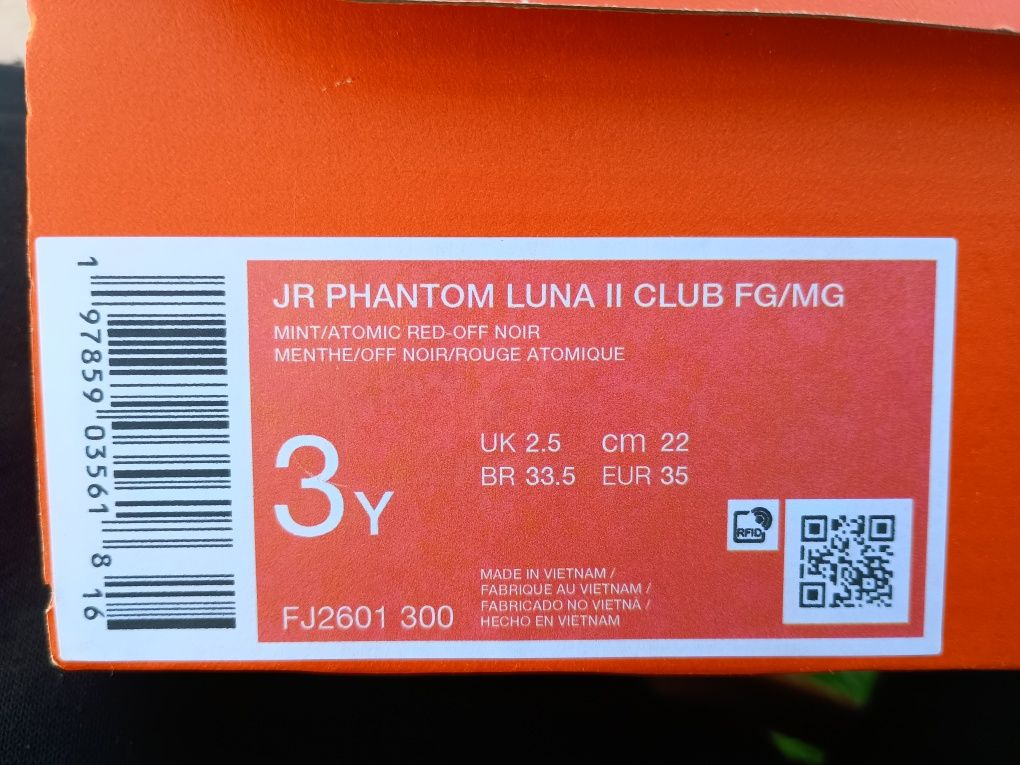 JR PHANTOM LUNA II CLUB FG/MG
MINT/ATOMIC RED-OFF NOIR
MENTHE/OFF NOIR/ROUGE ATOMIQUE
3Y
UK 2.5 cm 22
BR 33.5 EUR 35
RFID
MADE IN VIETNAM /
FABRIQUE AU VIETNAM /
FABRICADO NO VIETNÃ /
HECHO EN VIETNAM
FJ2601 300
1 97859 03561 8 16